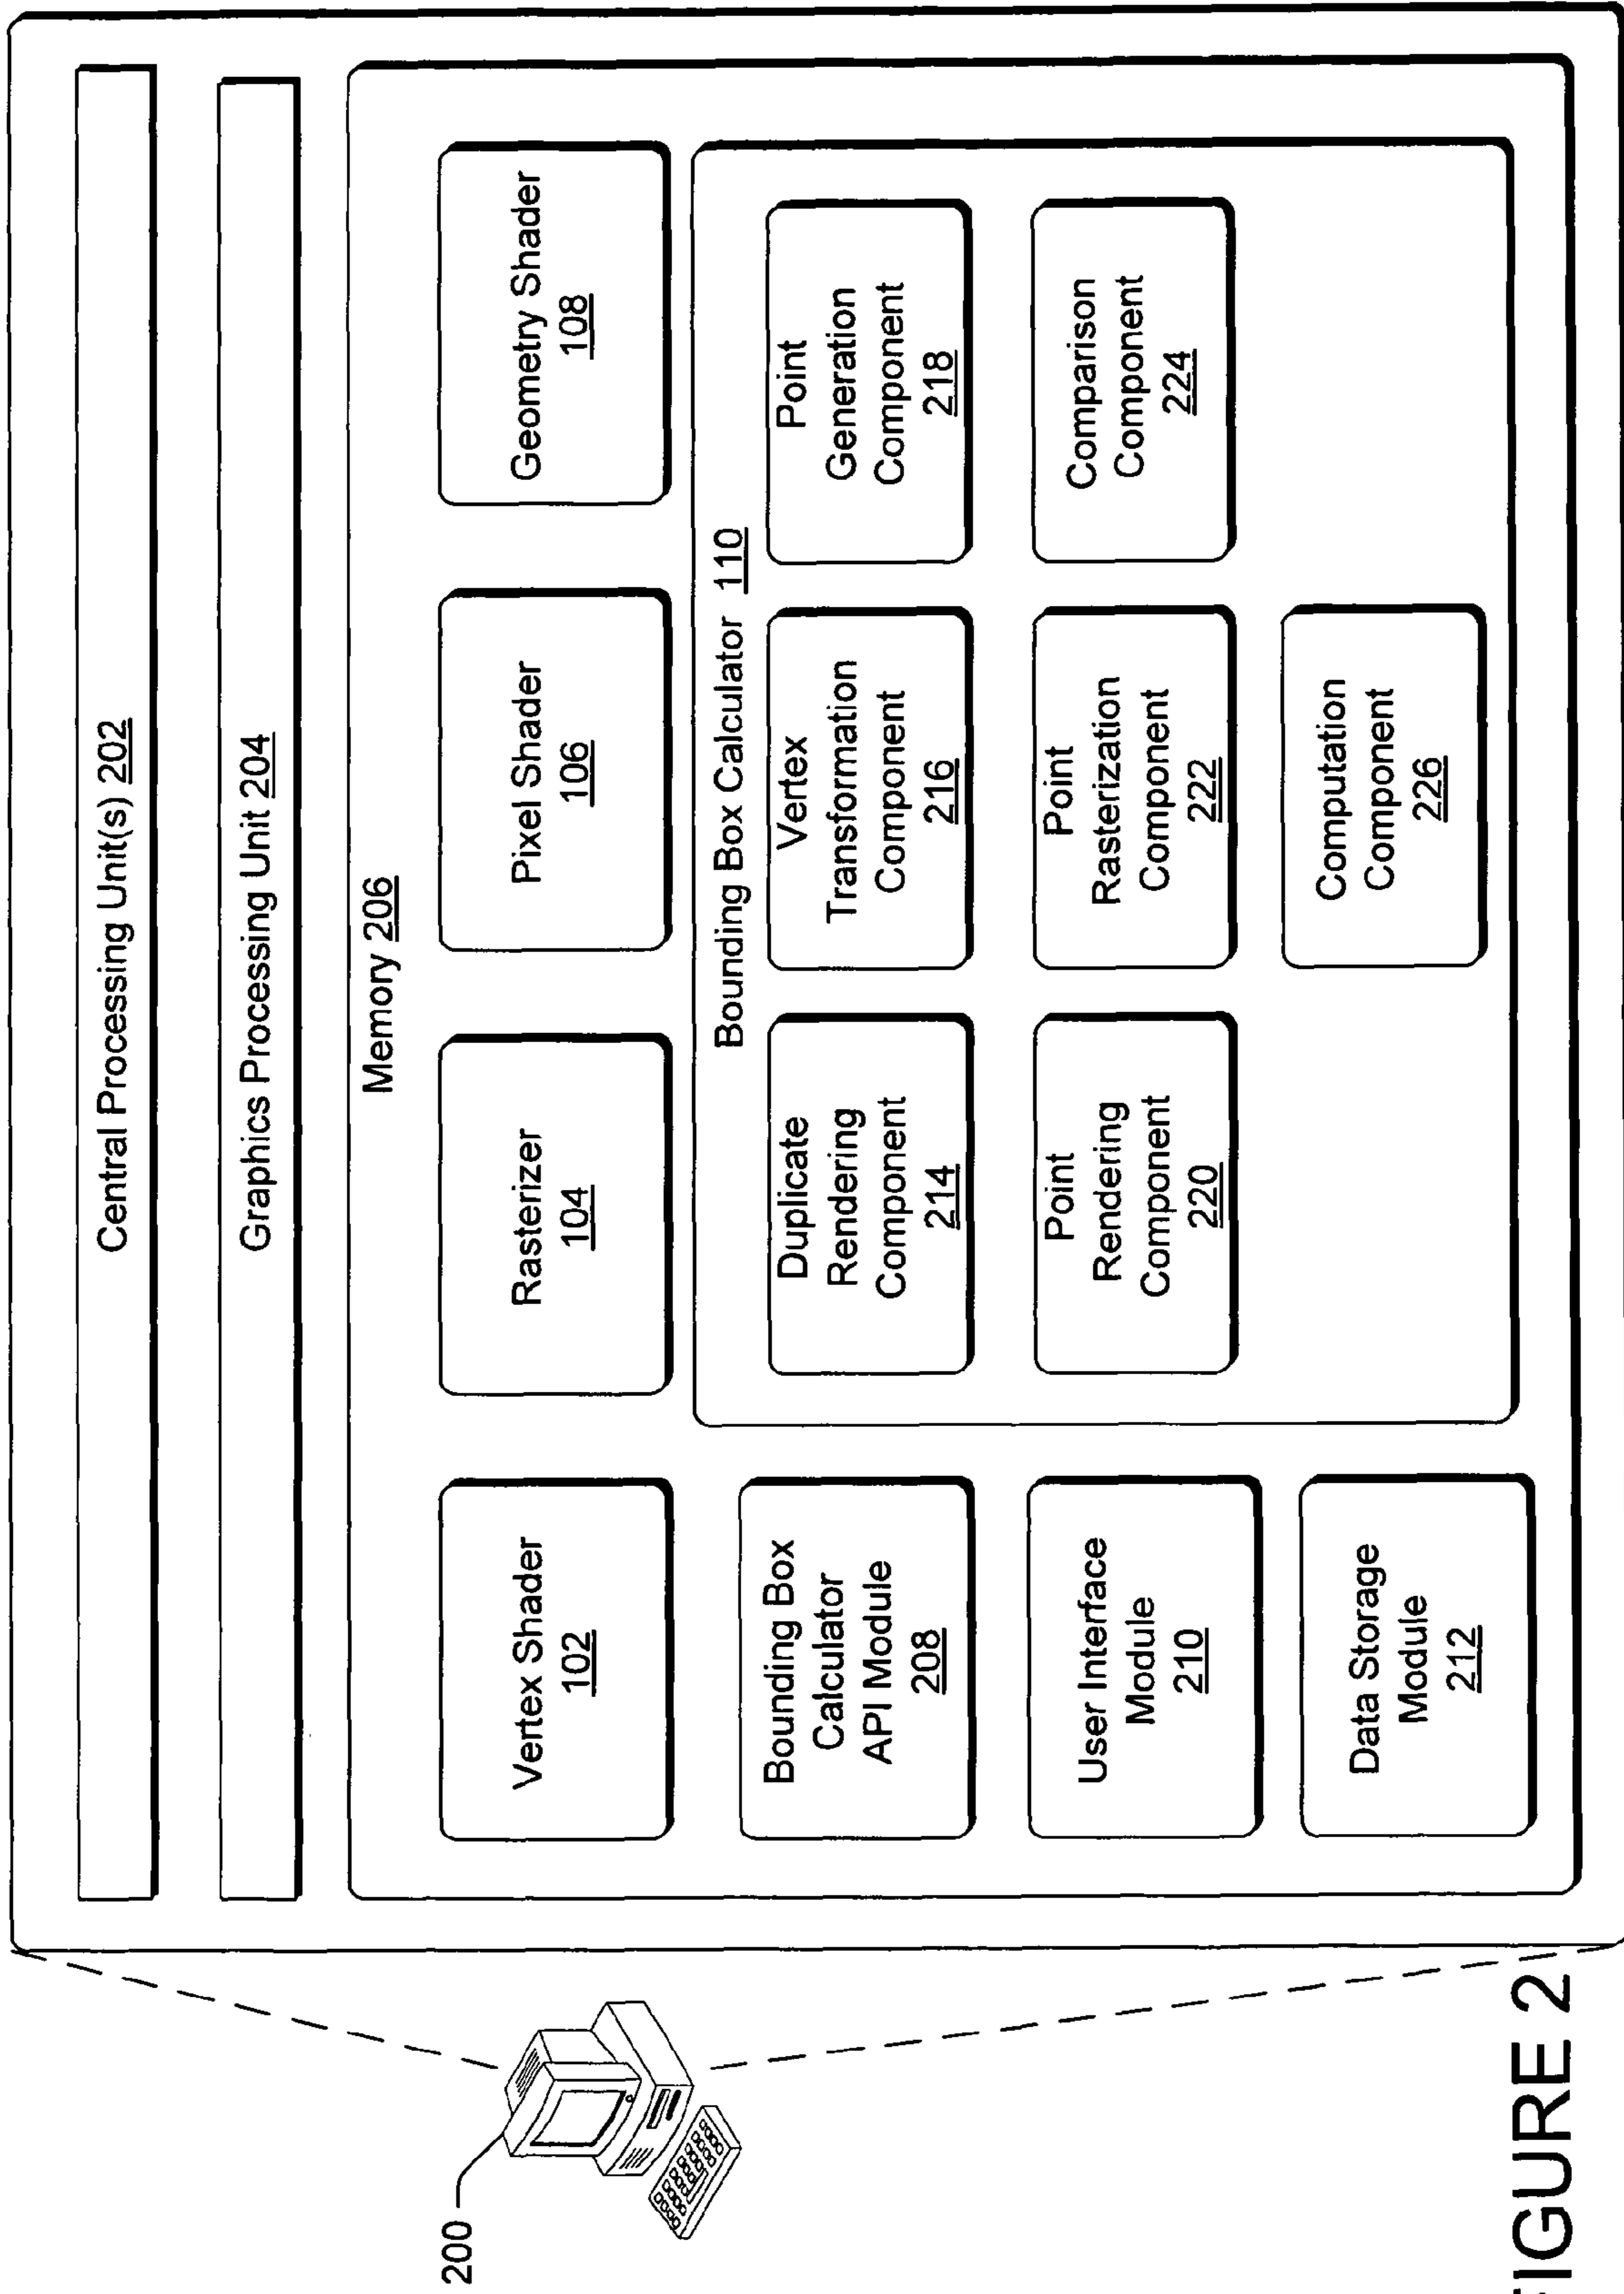 200
Central Processing Unit(s) 202
Graphics Processing Unit 204
Memory 206
Vertex Shader
102
Rasterizer
104
Pixel Shader
106
Geometry Shader
108
Bounding Box
Calculator
API Module
208
User Interface
Module
210
Data Storage
Module
212
Bounding Box Calculator 110
Duplicate
Rendering
Component
214
Vertex
Transformation
Component
216
Point
Generation
Component
218
Point
Rendering
Component
220
Point
Rasterization
Component
222
Comparison
Component
224
Computation
Component
226
FIGURE 2